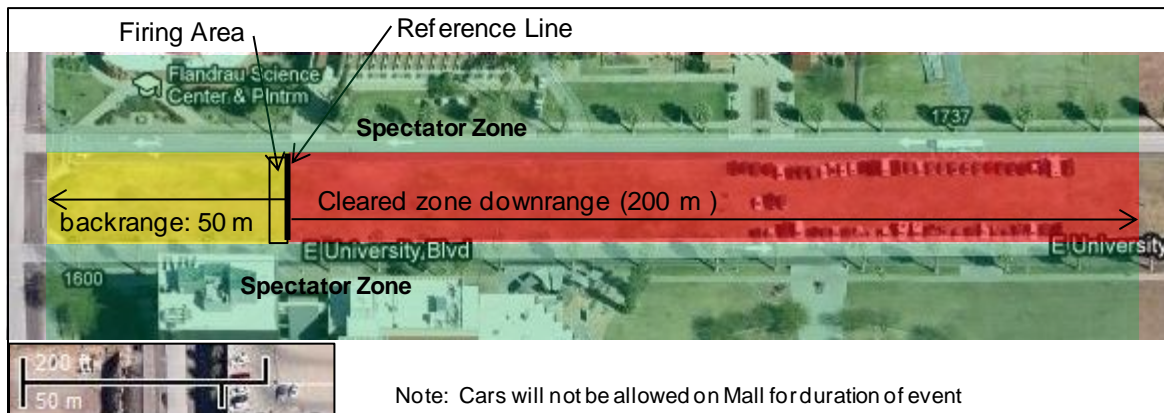 Firing Area
Reference Line
Flandrau Science
Center & Plntrm
1737
Spectator Zone
Cleared zone downrange (200 m )
backrange: 50 m
E University Blvd
E University
1600
Spectator Zone
200 ft
50 m
Note: Cars will not be allowed on Mall for duration of event